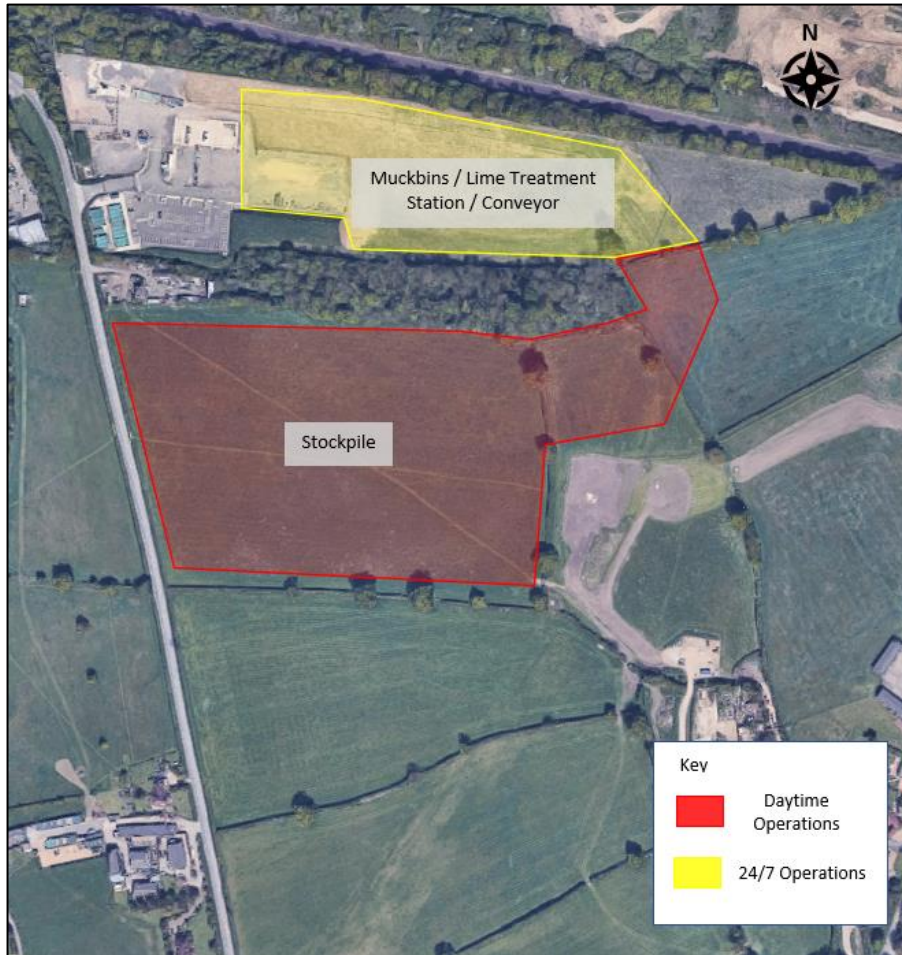 N
Muckbins / Lime Treatment
Station / Conveyor
Stockpile
Key
Daytime
Operations
24/7 Operations